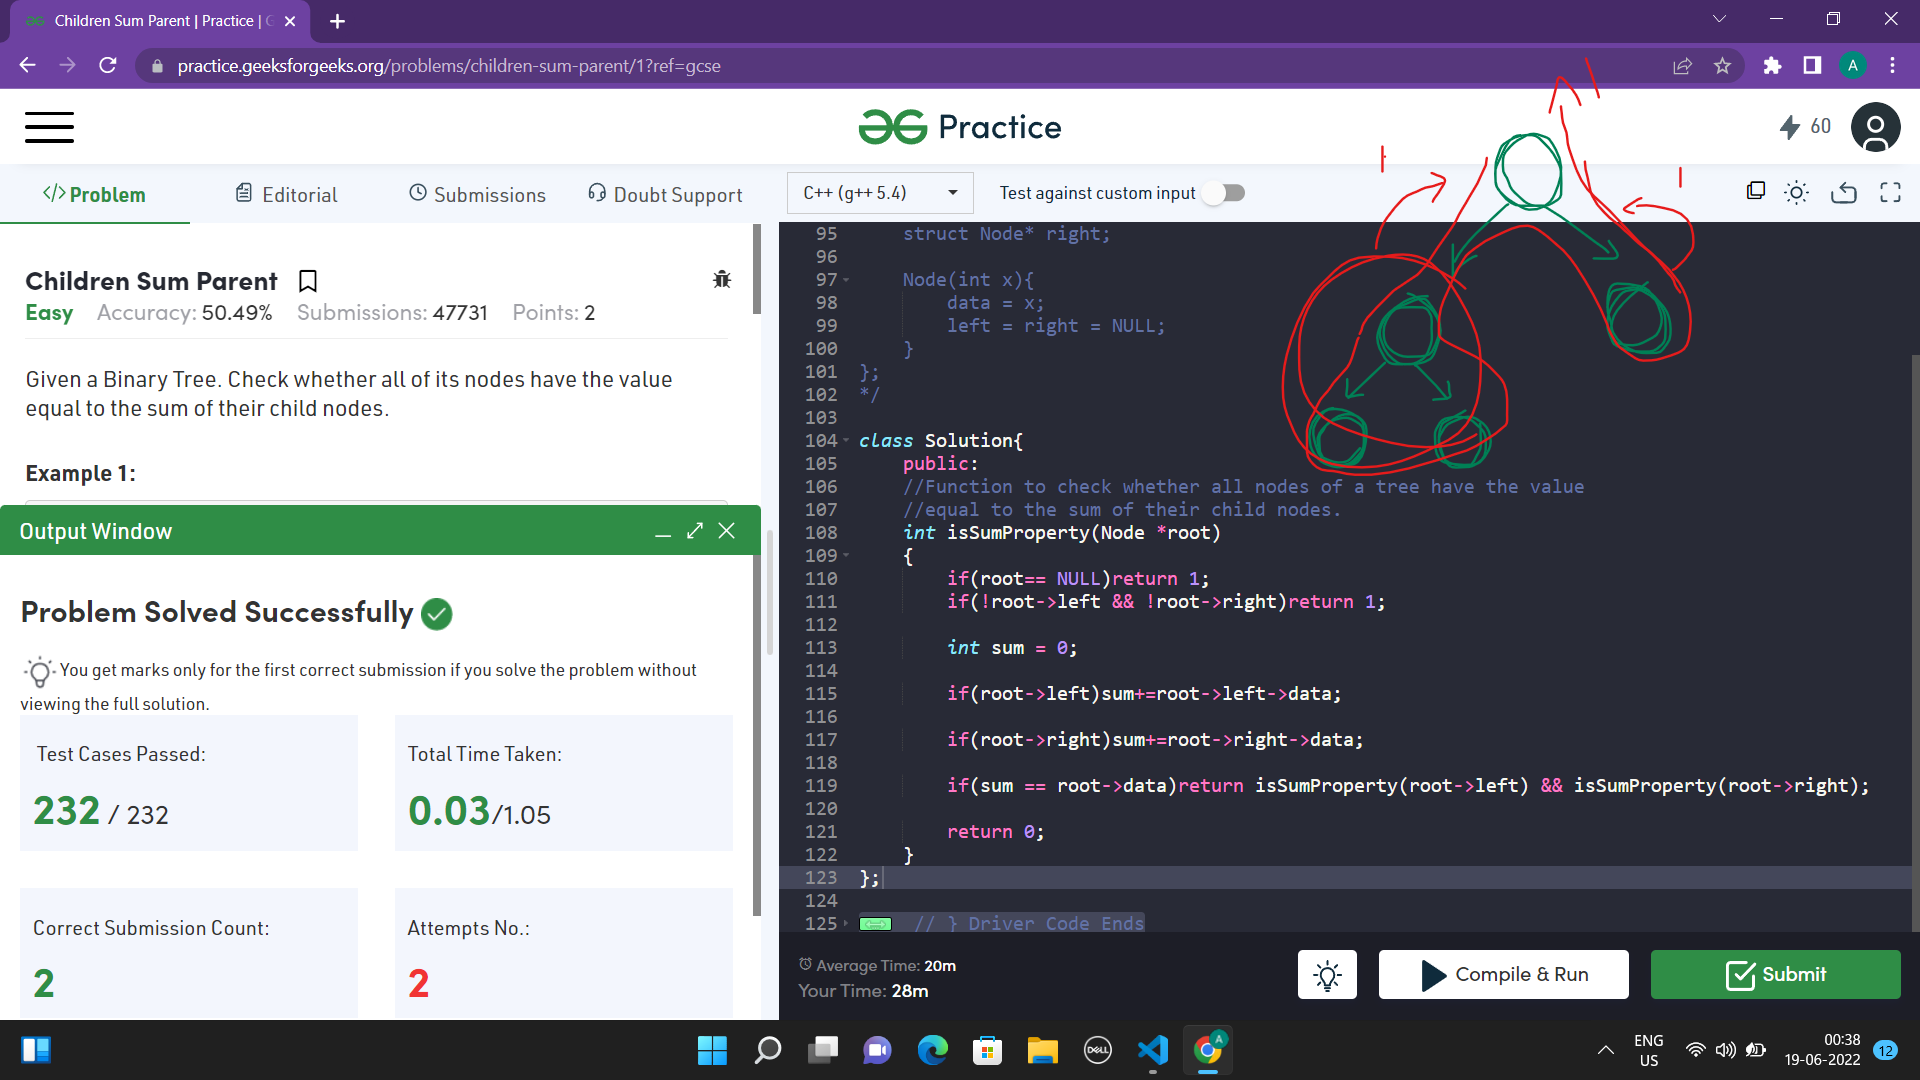 Children Sum Parent | Practice | G
practice.geeksforgeeks.org/problems/children-sum-parent/1?ref=gcse
A
Practice
60
</> Problem
Editorial
Submissions
Doubt Support
C++ (g++ 5.4)
Test against custom input
Children Sum Parent
Easy Accuracy: 50.49% Submissions: 47731 Points: 2
Given a Binary Tree. Check whether all of its nodes have the value
equal to the sum of their child nodes.
Example 1:
Output Window
Problem Solved Successfully
You get marks only for the first correct submission if you solve the problem without
viewing the full solution.
Test Cases Passed:
232 / 232
Total Time Taken:
0.03/1.05
Correct Submission Count:
2
Attempts No.:
2
95 struct Node* right;
96
97 Node(int x){
98 data = x;
99 left = right = NULL;
100 }
101 };
102 */
103
104 class Solution{
105 public:
106 //Function to check whether all nodes of a tree have the value
107 //equal to the sum of their child nodes.
108 int isSumProperty(Node *root)
109 {
110 if(root== NULL)return 1;
111 if(!root->left && !root->right)return 1;
112
113 int sum = 0;
114
115 if(root->left)sum+=root->left->data;
116
117 if(root->right)sum+=root->right->data;
118
119 if(sum == root->data)return isSumProperty(root->left) && isSumProperty(root->right);
120
121 return 0;
122 }
123 };
124
125 // } Driver Code Ends
1
1
Average Time: 20m
Your Time: 28m
Compile & Run
Submit
DELL
A
ENG
US
00:38
19-06-2022
12